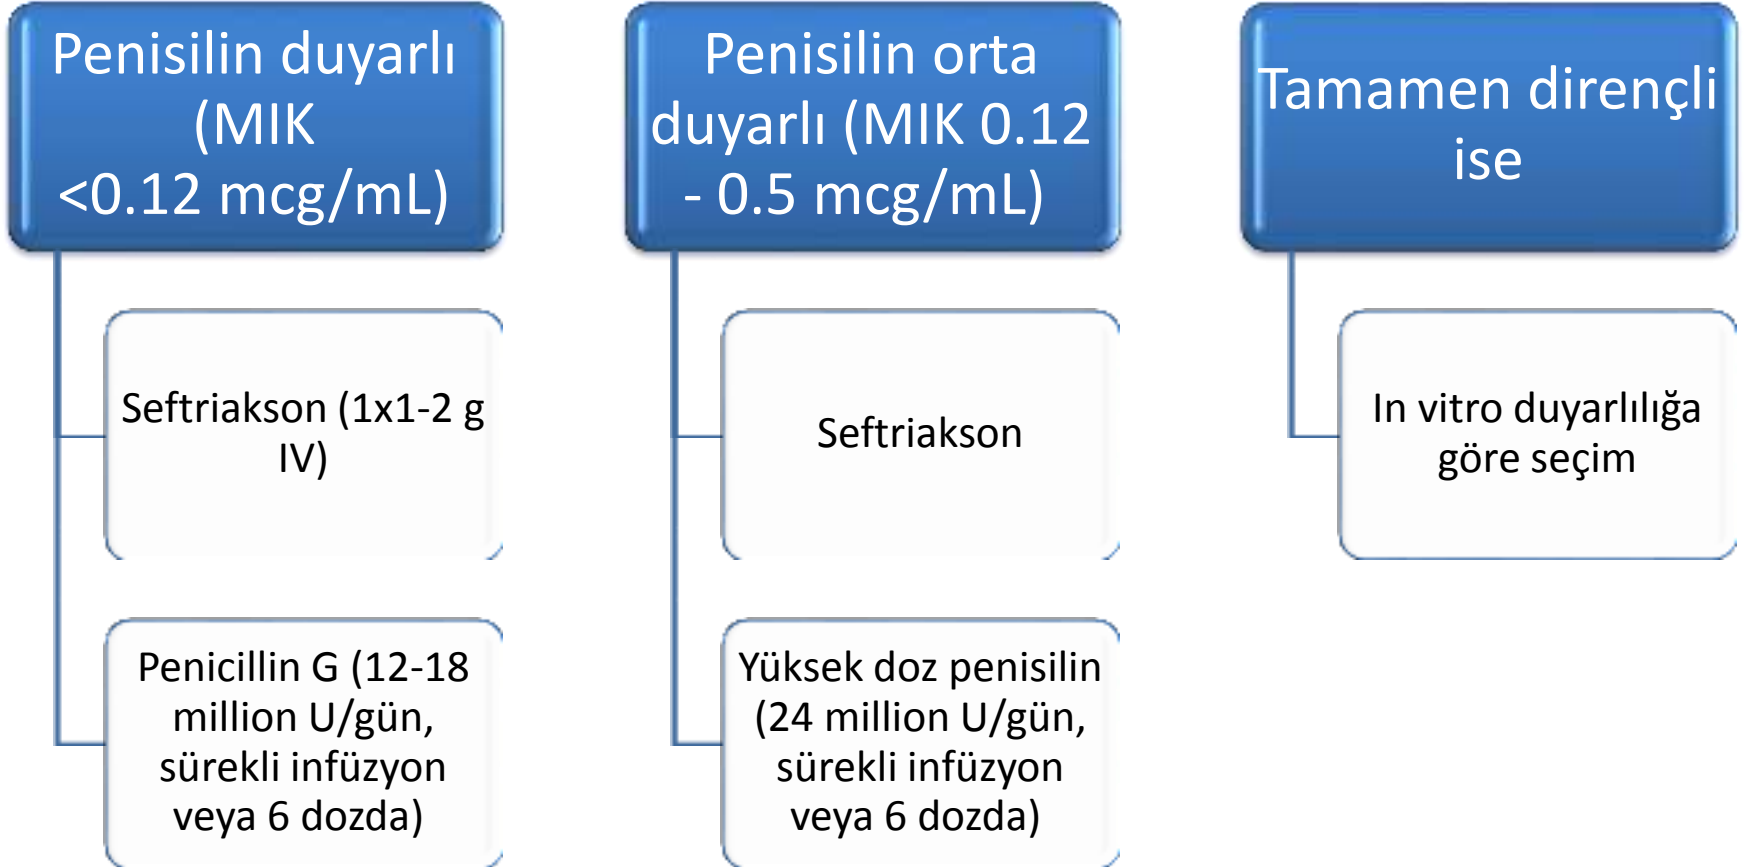 Penisilin duyarlı
(MIK
<0.12 mcg/mL)
Seftriakson (1x1-2 g
IV)
Penicillin G (12-18
million U/gün,
sürekli infüzyon
veya 6 dozda)
Penisilin orta
duyarlı (MIK 0.12
- 0.5 mcg/mL)
Seftriakson
Yüksek doz penisilin
(24 million U/gün,
sürekli infüzyon
veya 6 dozda)
Tamamen dirençli
ise
In vitro duyarlılığa
göre seçim